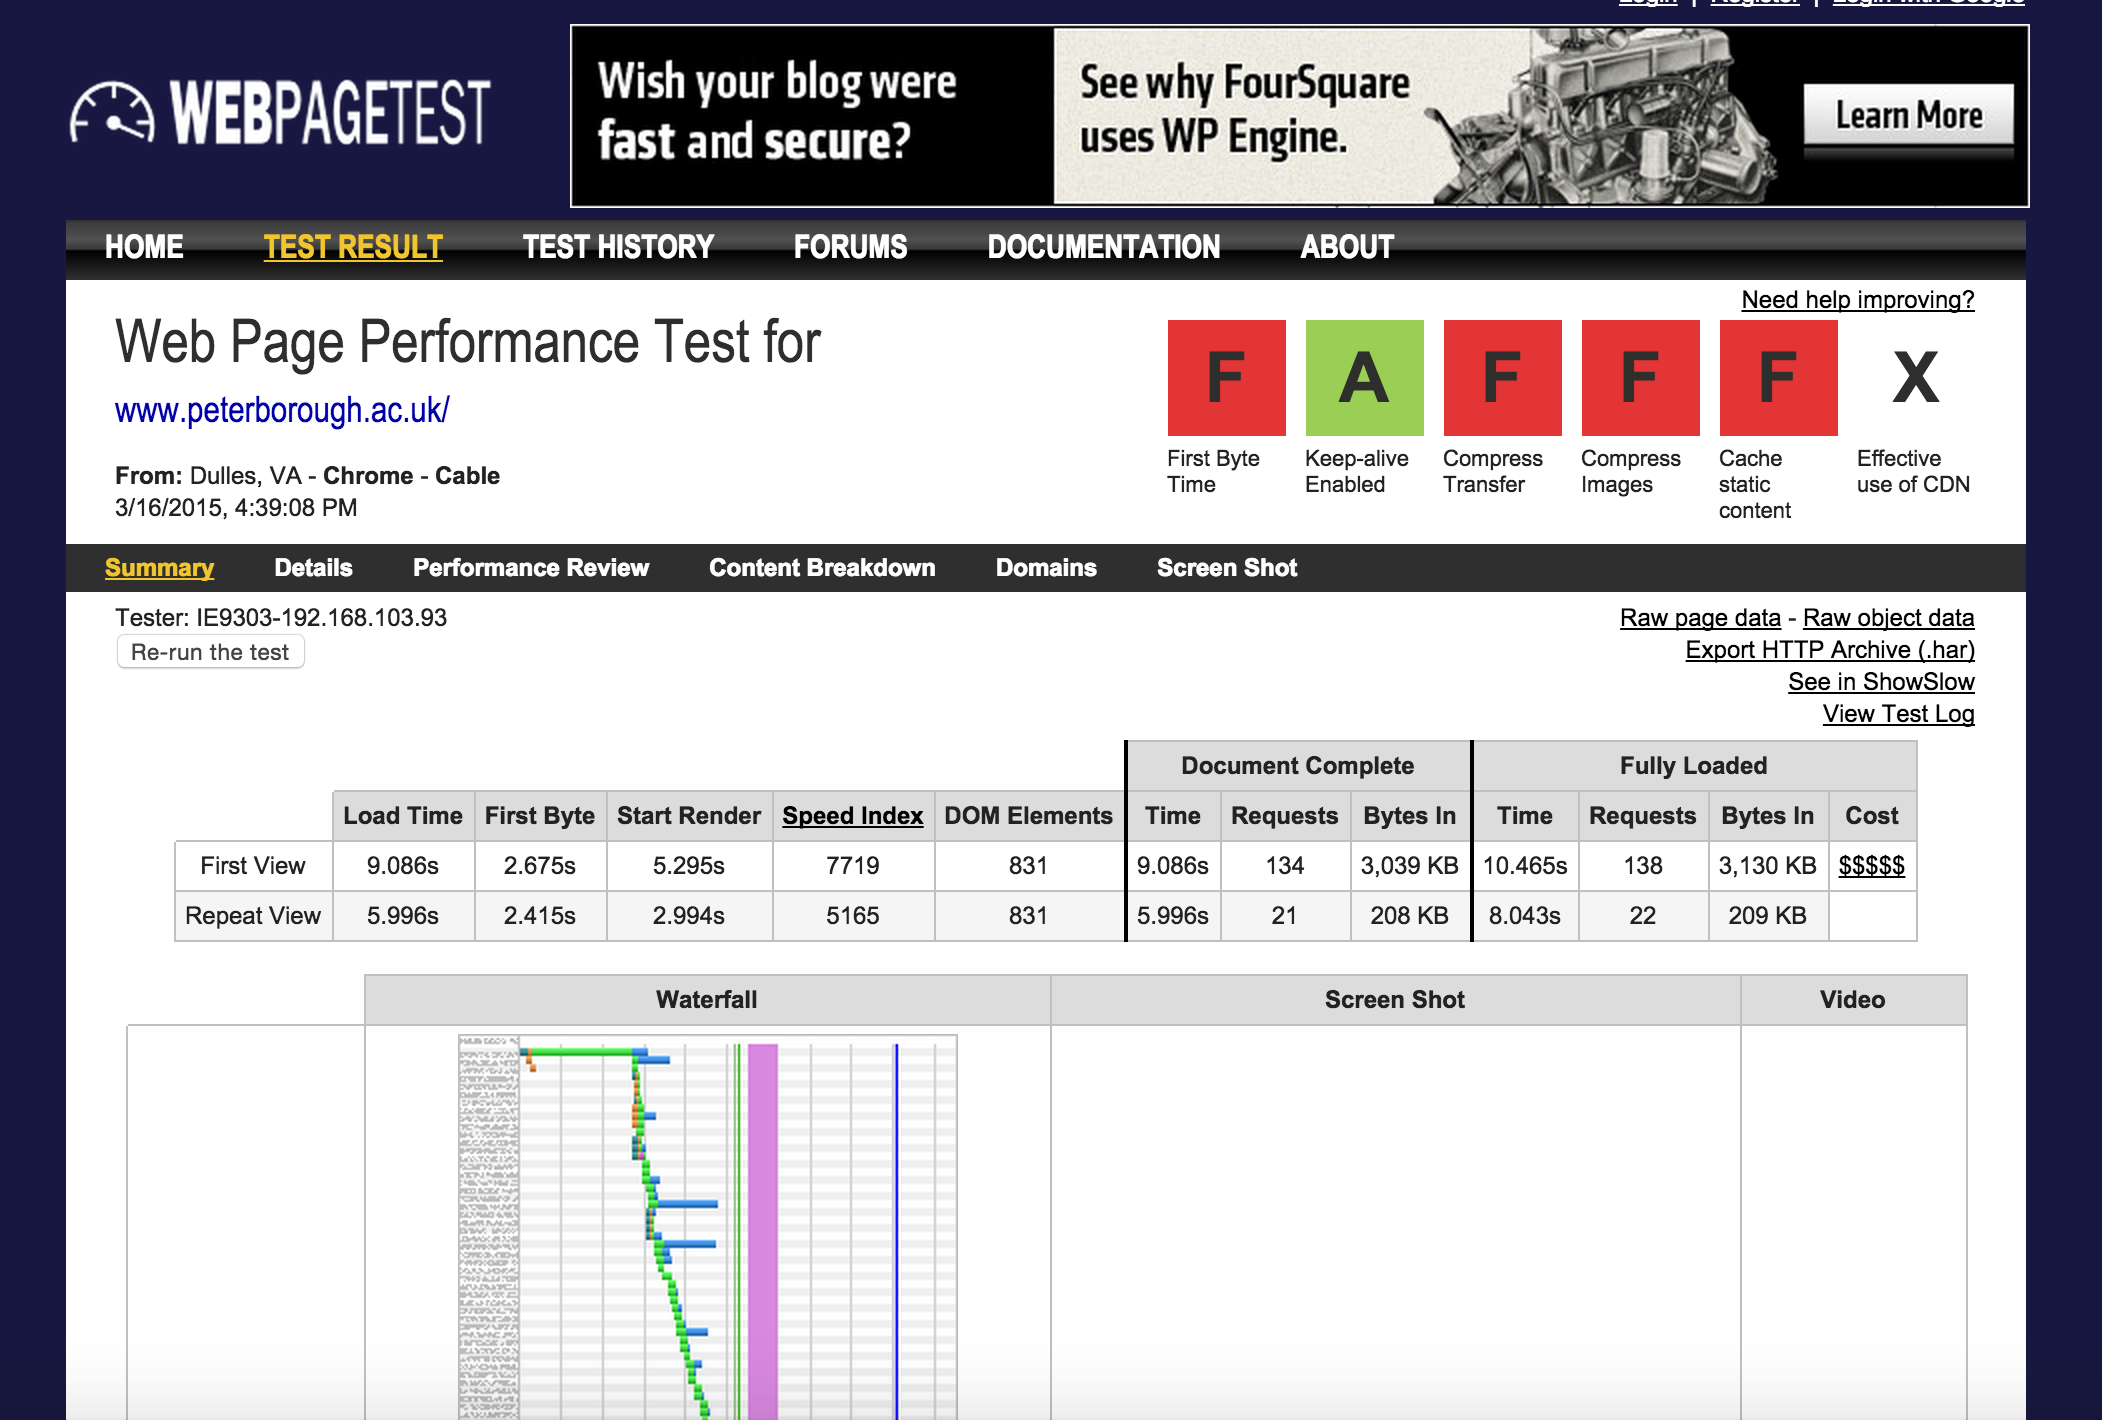 Login | Register | Login with Google
WEBPAGETEST
Wish your blog were
fast and secure?
See why FourSquare
uses WP Engine.
Learn More
HOME TEST RESULT TEST HISTORY FORUMS DOCUMENTATION ABOUT
Need help improving?
Web Page Performance Test for
www.peterborough.ac.uk/
From: Dulles, VA - Chrome - Cable
3/16/2015, 4:39:08 PM
F A F F F X
First Byte Time
Keep-alive Enabled
Compress Transfer
Compress Images
Cache static content
Effective use of CDN
Summary Details Performance Review Content Breakdown Domains Screen Shot
Tester: IE9303-192.168.103.93
Re-run the test
Raw page data - Raw object data
Export HTTP Archive (.har)
See in ShowSlow
View Test Log
Document Complete Fully Loaded
Load Time First Byte Start Render Speed Index DOM Elements Time Requests Bytes In Time Requests Bytes In Cost
First View 9.086s 2.675s 5.295s 7719 831 9.086s 134 3,039 KB 10.465s 138 3,130 KB $$$$$
Repeat View 5.996s 2.415s 2.994s 5165 831 5.996s 21 208 KB 8.043s 22 209 KB
Waterfall Screen Shot Video